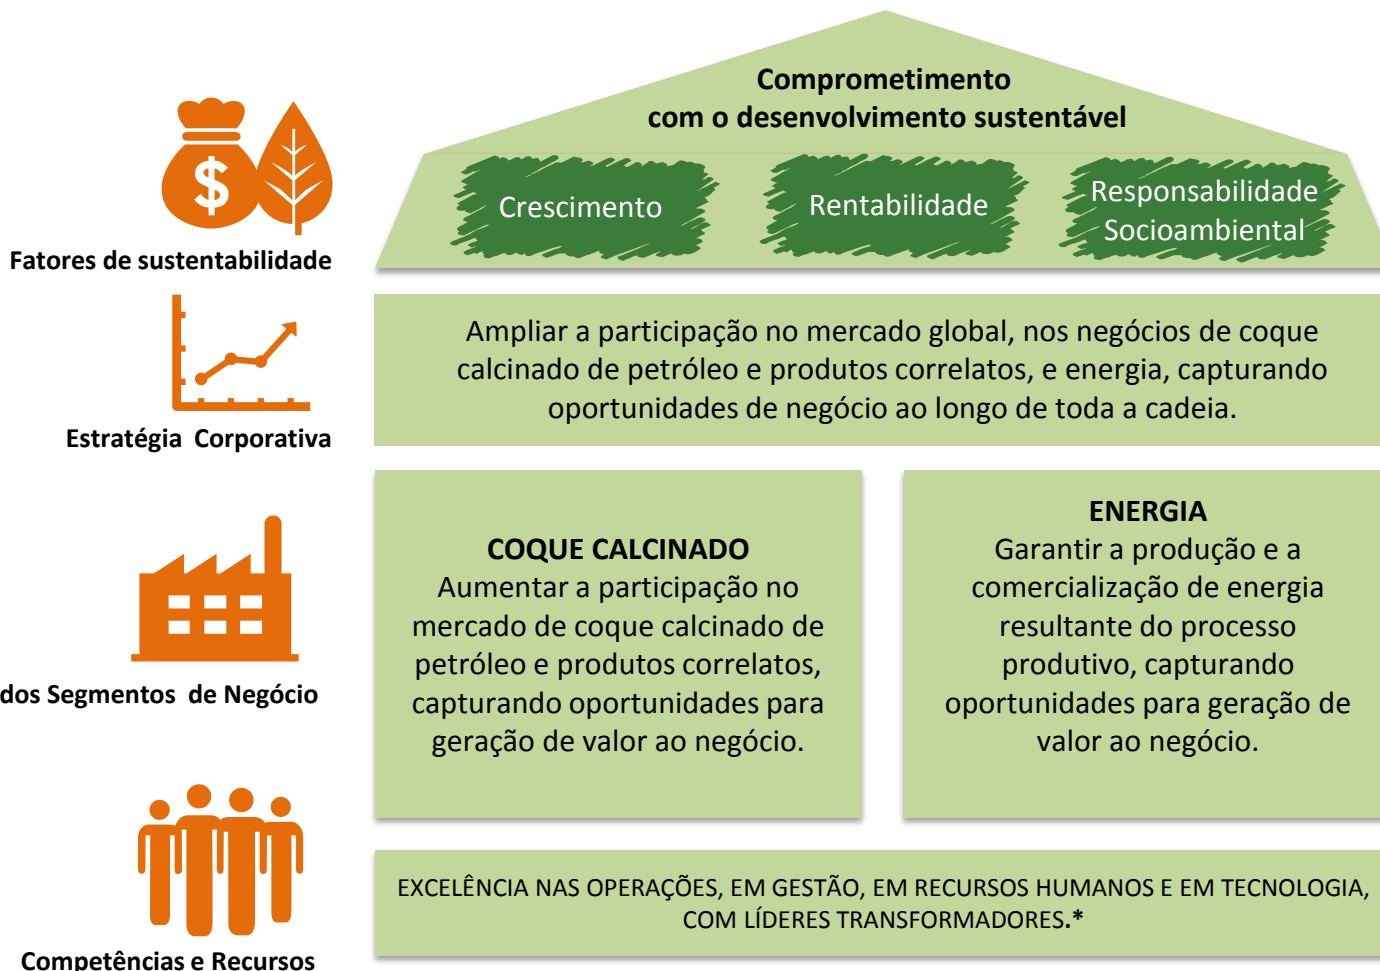 Comprometimento
com o desenvolvimento sustentável
$
Crescimento
Rentabilidade
Responsabilidade
Socioambiental
Fatores de sustentabilidade
Ampliar a participação no mercado global, nos negócios de coque
calcinado de petróleo e produtos correlatos, e energia, capturando
oportunidades de negócio ao longo de toda a cadeia.
Estratégia Corporativa
COQUE CALCINADO
Aumentar a participação no
mercado de coque calcinado de
petróleo e produtos correlatos,
capturando oportunidades para
geração de valor ao negócio.
ENERGIA
Garantir a produção e a
comercialização de energia
resultante do processo
produtivo, capturando
oportunidades para geração de
valor ao negócio.
dos Segmentos de Negócio
EXCELÊNCIA NAS OPERAÇÕES, EM GESTÃO, EM RECURSOS HUMANOS E EM TECNOLOGIA,
COM LÍDERES TRANSFORMADORES.*
Competências e Recursos